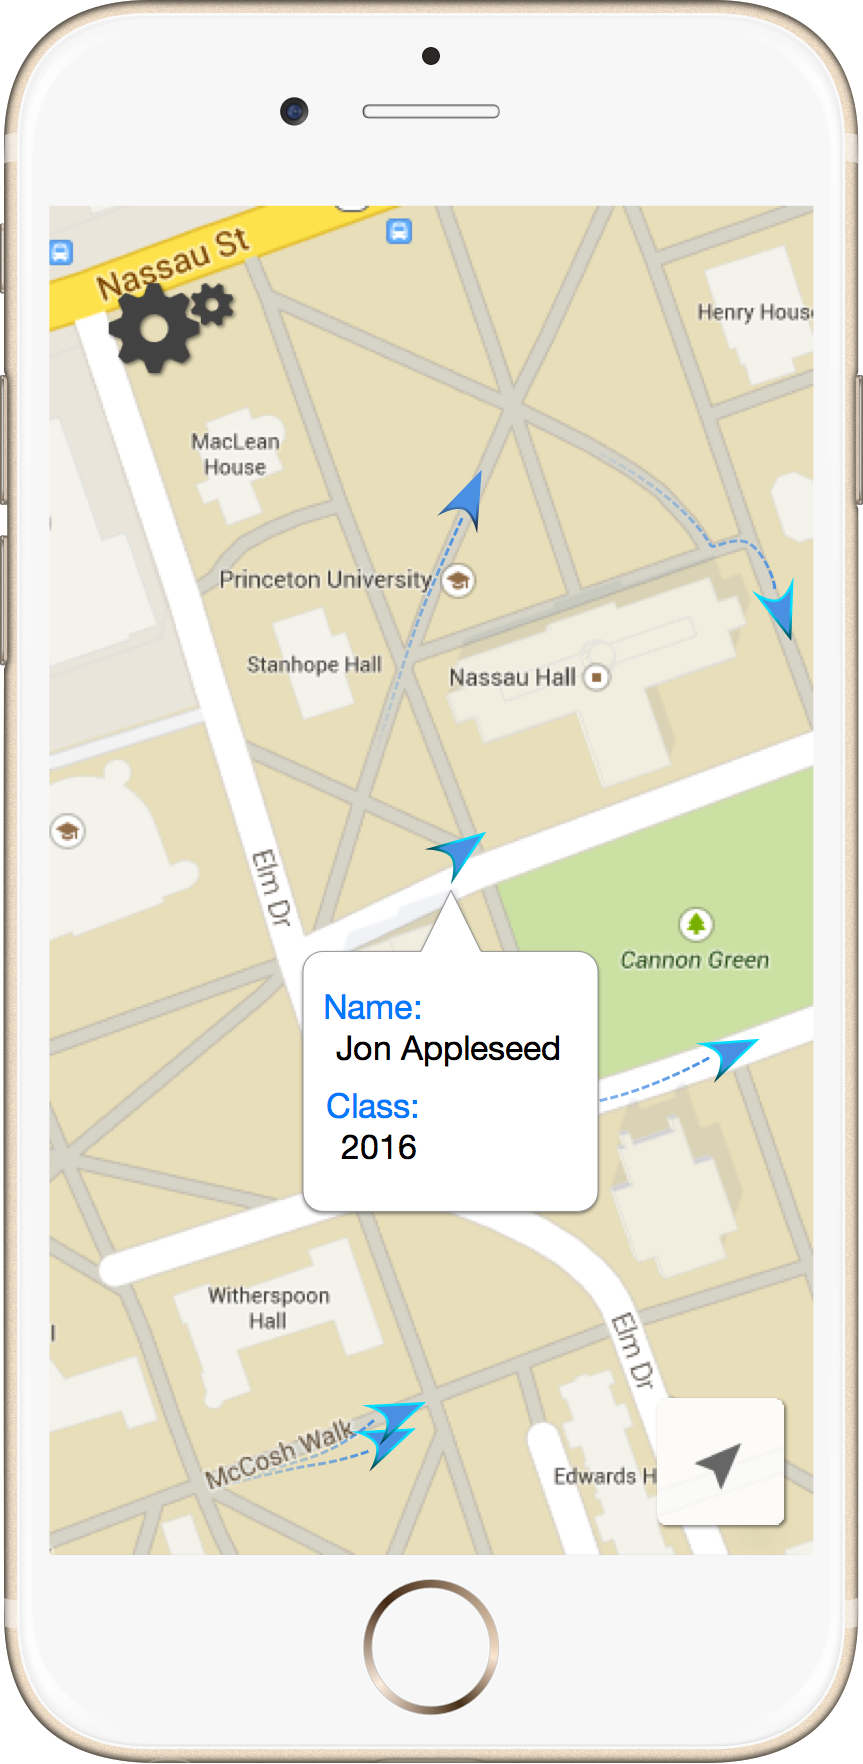 Nassau St
Henry Hous
MacLean
House
Princeton University
Stanhope Hall
Nassau Hall
Elm Dr
Cannon Green
Name:
Jon Appleseed
Class:
2016
Witherspoon
Hall
Elm Dr
McCosh Walk
Edwards H